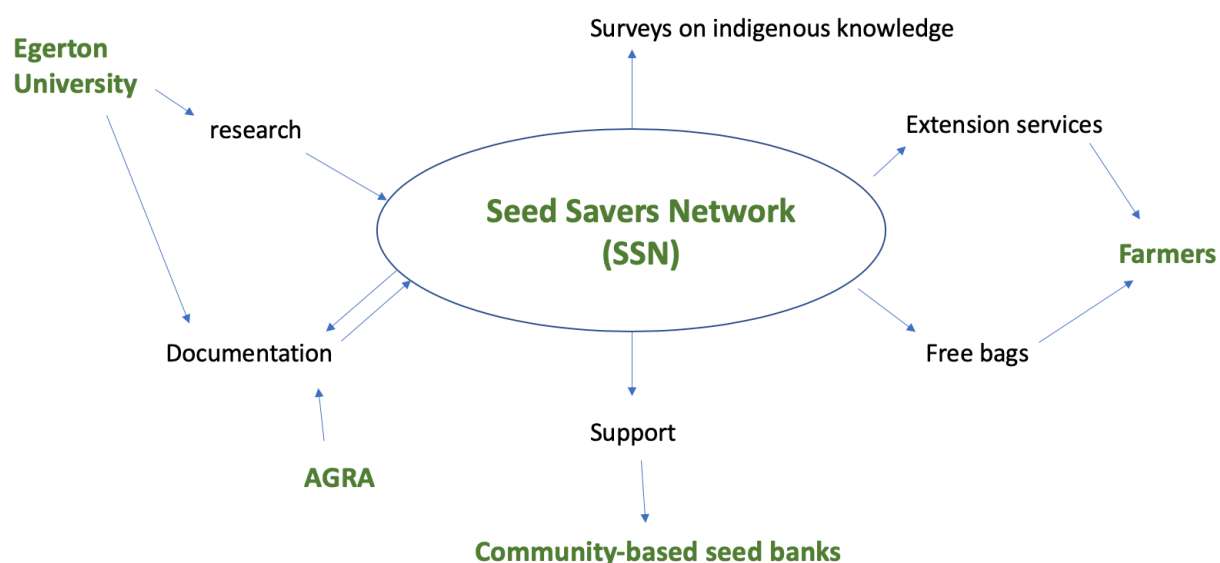 Surveys on indigenous knowledge
Egerton
University
research
Extension services
Seed Savers Network
(SSN)
Farmers
Documentation
Free bags
Support
AGRA
Community-based seed banks